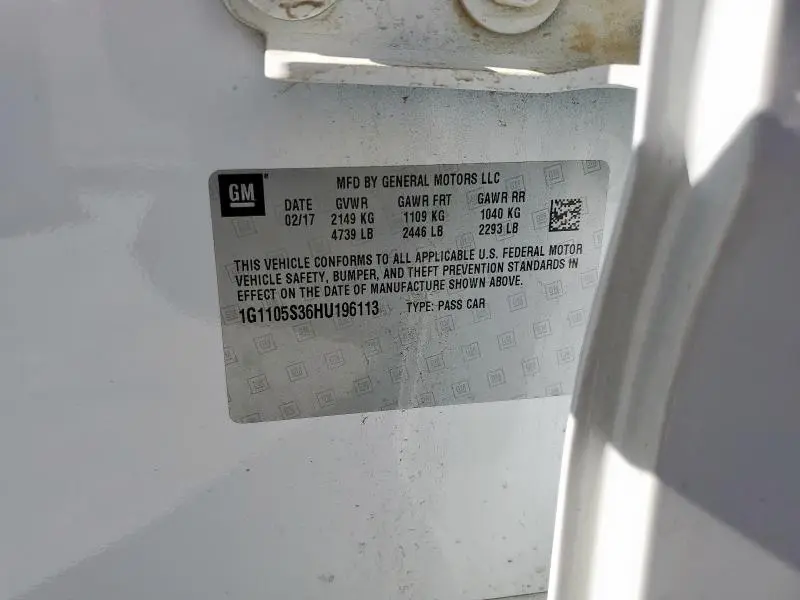 GM
MFD BY GENERAL MOTORS LLC
DATE GVWR GAWR FRT GAWR RR
02/17 2149 KG 1109 KG 1040 KG
4739 LB 2446 LB 2293 LB
THIS VEHICLE CONFORMS TO ALL APPLICABLE U.S. FEDERAL MOTOR
VEHICLE SAFETY, BUMPER, AND THEFT PREVENTION STANDARDS IN
EFFECT ON THE DATE OF MANUFACTURE SHOWN ABOVE.
1G1105S36HU196113 TYPE: PASS CAR